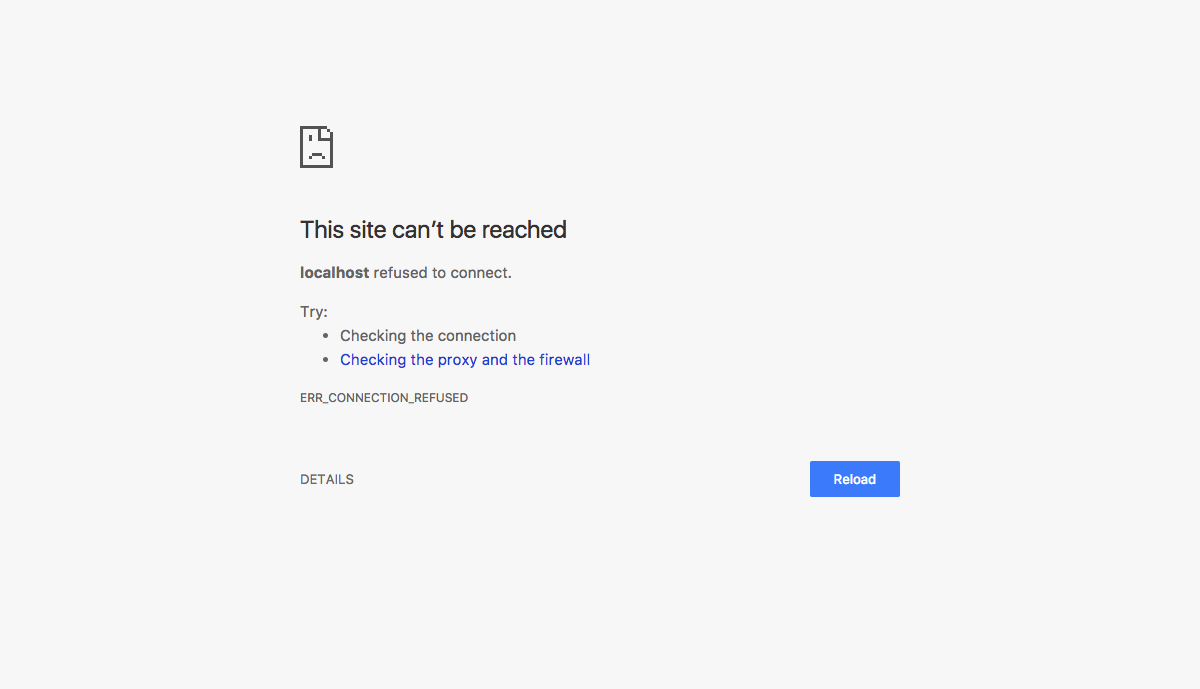 This site can’t be reached
localhost refused to connect.
Try:
• Checking the connection
• Checking the proxy and the firewall
ERR_CONNECTION_REFUSED
DETAILS
Reload